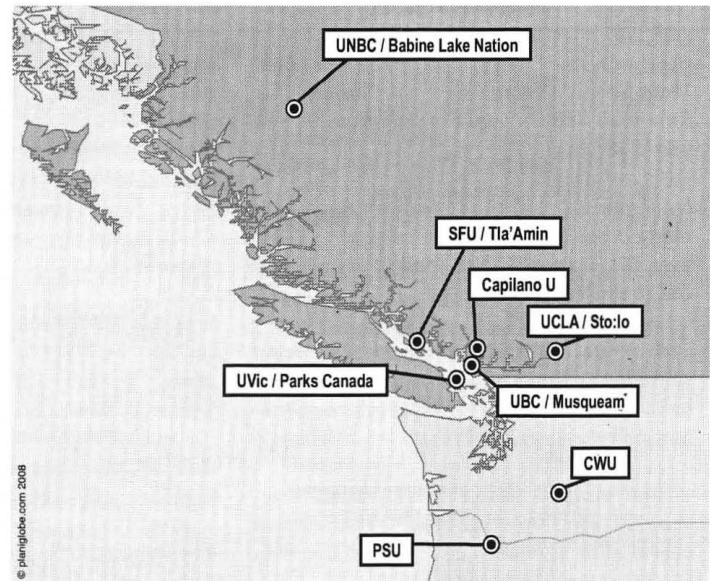 UNBC / Babine Lake Nation
SFU / Tla'Amin
Capilano U
UCLA / Sto:lo
UVic / Parks Canada
UBC / Musqueam
CWU
PSU
© planiglobe.com 2008